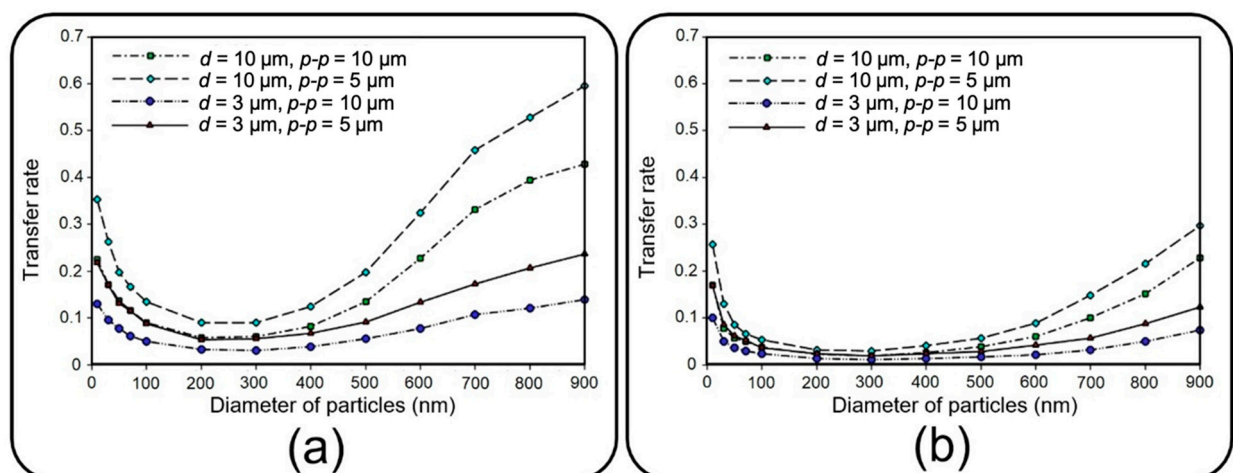 0.7
0.6
0.5
0.4
0.3
0.2
0.1
0
Transfer rate
d = 10 µm, p-p = 10 µm
d = 10 µm, p-p = 5 µm
d = 3 µm, p-p = 10 µm
d = 3 µm, p-p = 5 µm
0 100 200 300 400 500 600 700 800 900
Diameter of particles (nm)
(a)
0.7
0.6
0.5
0.4
0.3
0.2
0.1
0
Transfer rate
d = 10 µm, p-p = 10 µm
d = 10 µm, p-p = 5 µm
d = 3 µm, p-p = 10 µm
d = 3 µm, p-p = 5 µm
0 100 200 300 400 500 600 700 800 900
Diameter of particles (nm)
(b)